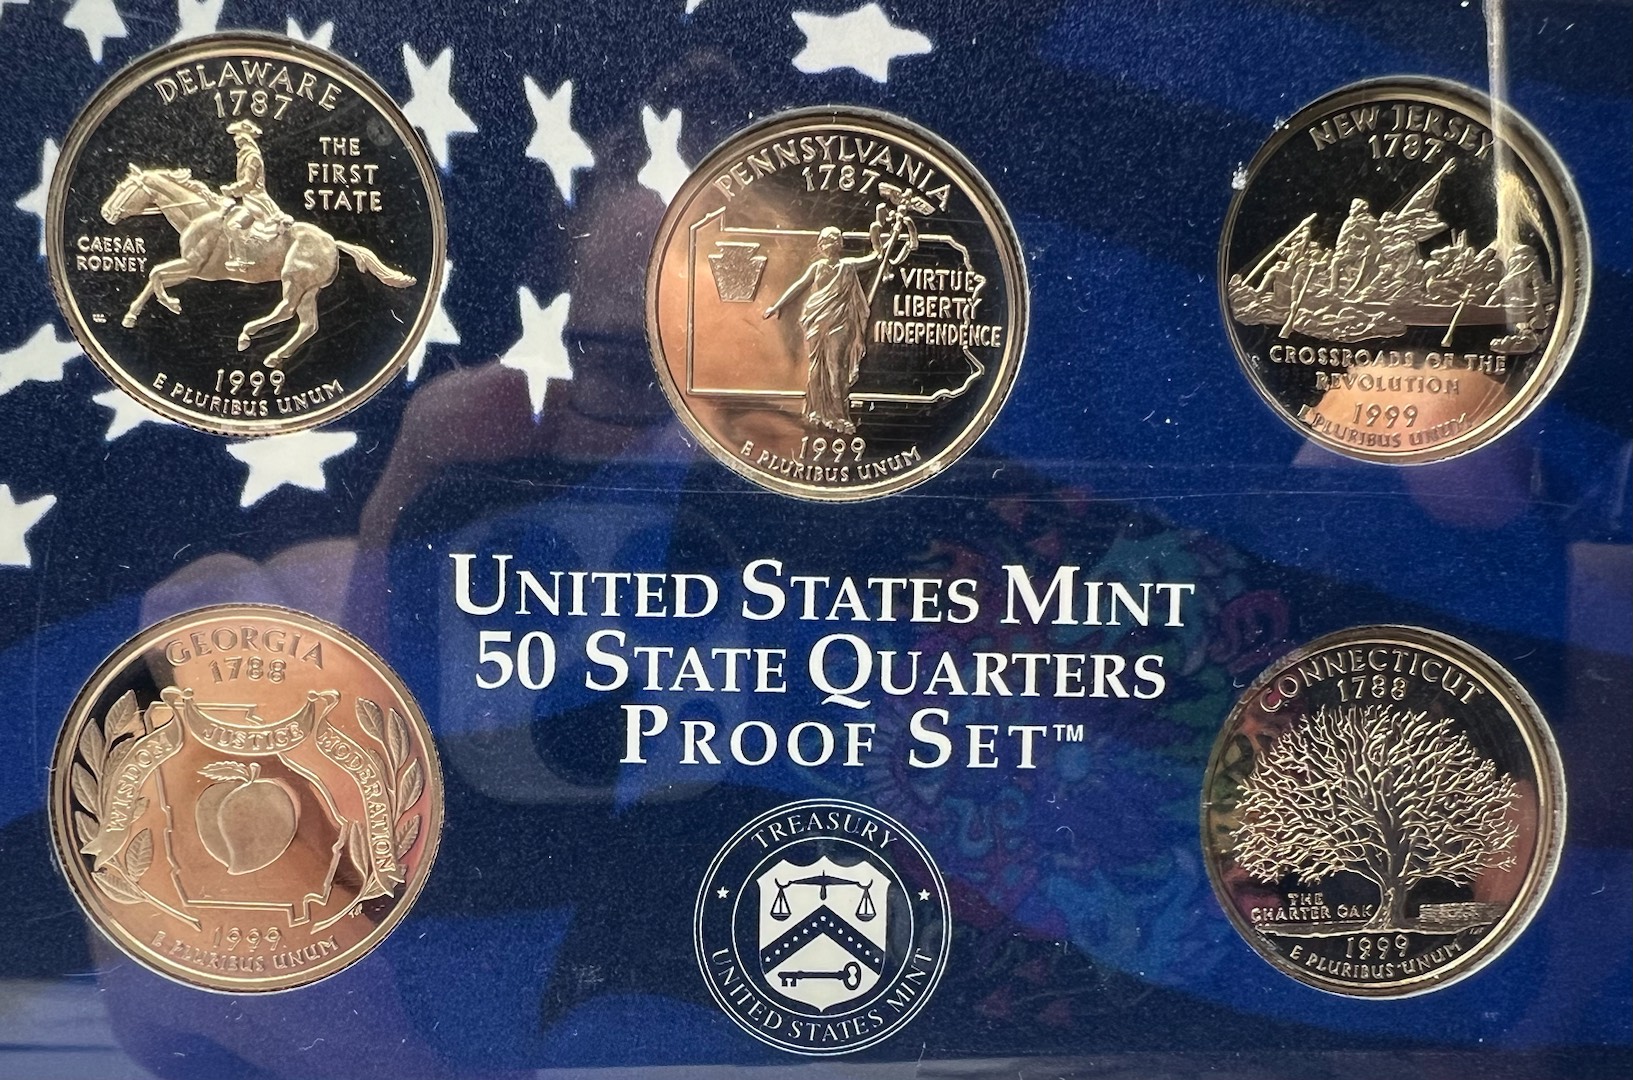 DELAWARE
1787
THE
FIRST
STATE
CAESAR
RODNEY
1999
E PLURIBUS UNUM
PENNSYLVANIA
1787
VIRTUE
LIBERTY
INDEPENDENCE
1999
E PLURIBUS UNUM
NEW JERSEY
1787
CROSSROADS OF THE
REVOLUTION
1999
E PLURIBUS UNUM
UNITED STATES MINT
50 STATE QUARTERS
PROOF SET™
GEORGIA
1788
WISDOM
JUSTICE
MODERATION
1999
E PLURIBUS UNUM
CONNECTICUT
1788
THE
CHARTER OAK
1999
E PLURIBUS UNUM
TREASURY
UNITED STATES MINT